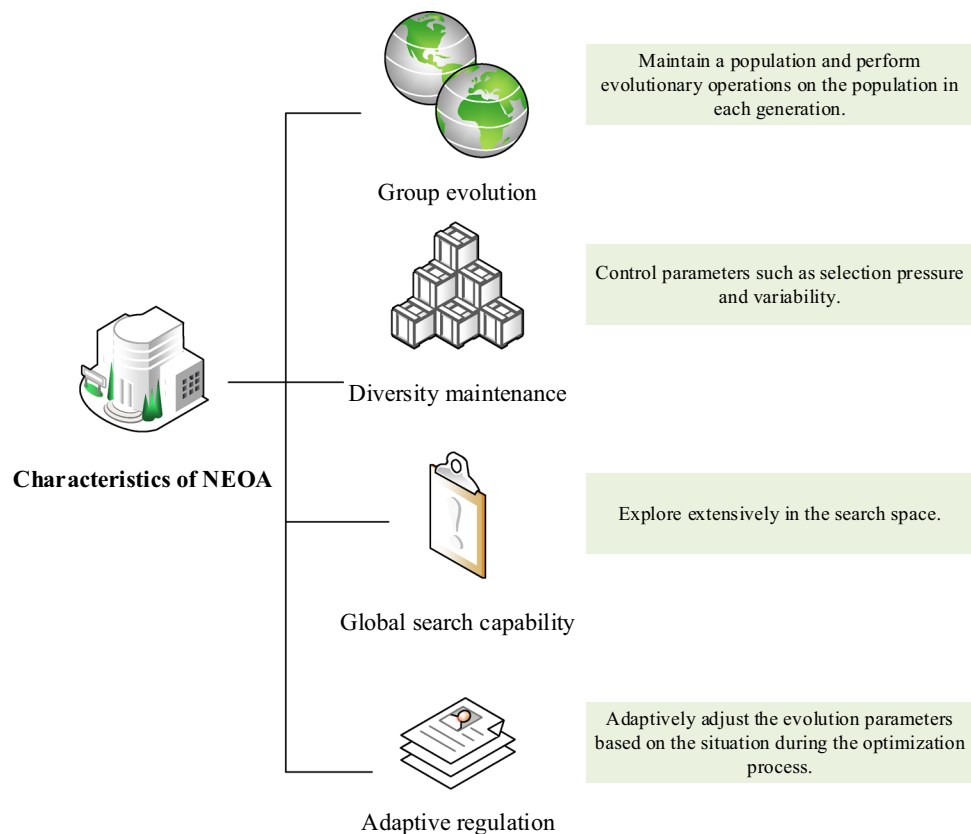 Maintain a population and perform
evolutionary operations on the population in
each generation.
Group evolution
Control parameters such as selection pressure
and variability.
Diversity maintenance
Characteristics of NEOA
Explore extensively in the search space.
Global search capability
Adaptively adjust the evolution parameters
based on the situation during the optimization
process.
Adaptive regulation